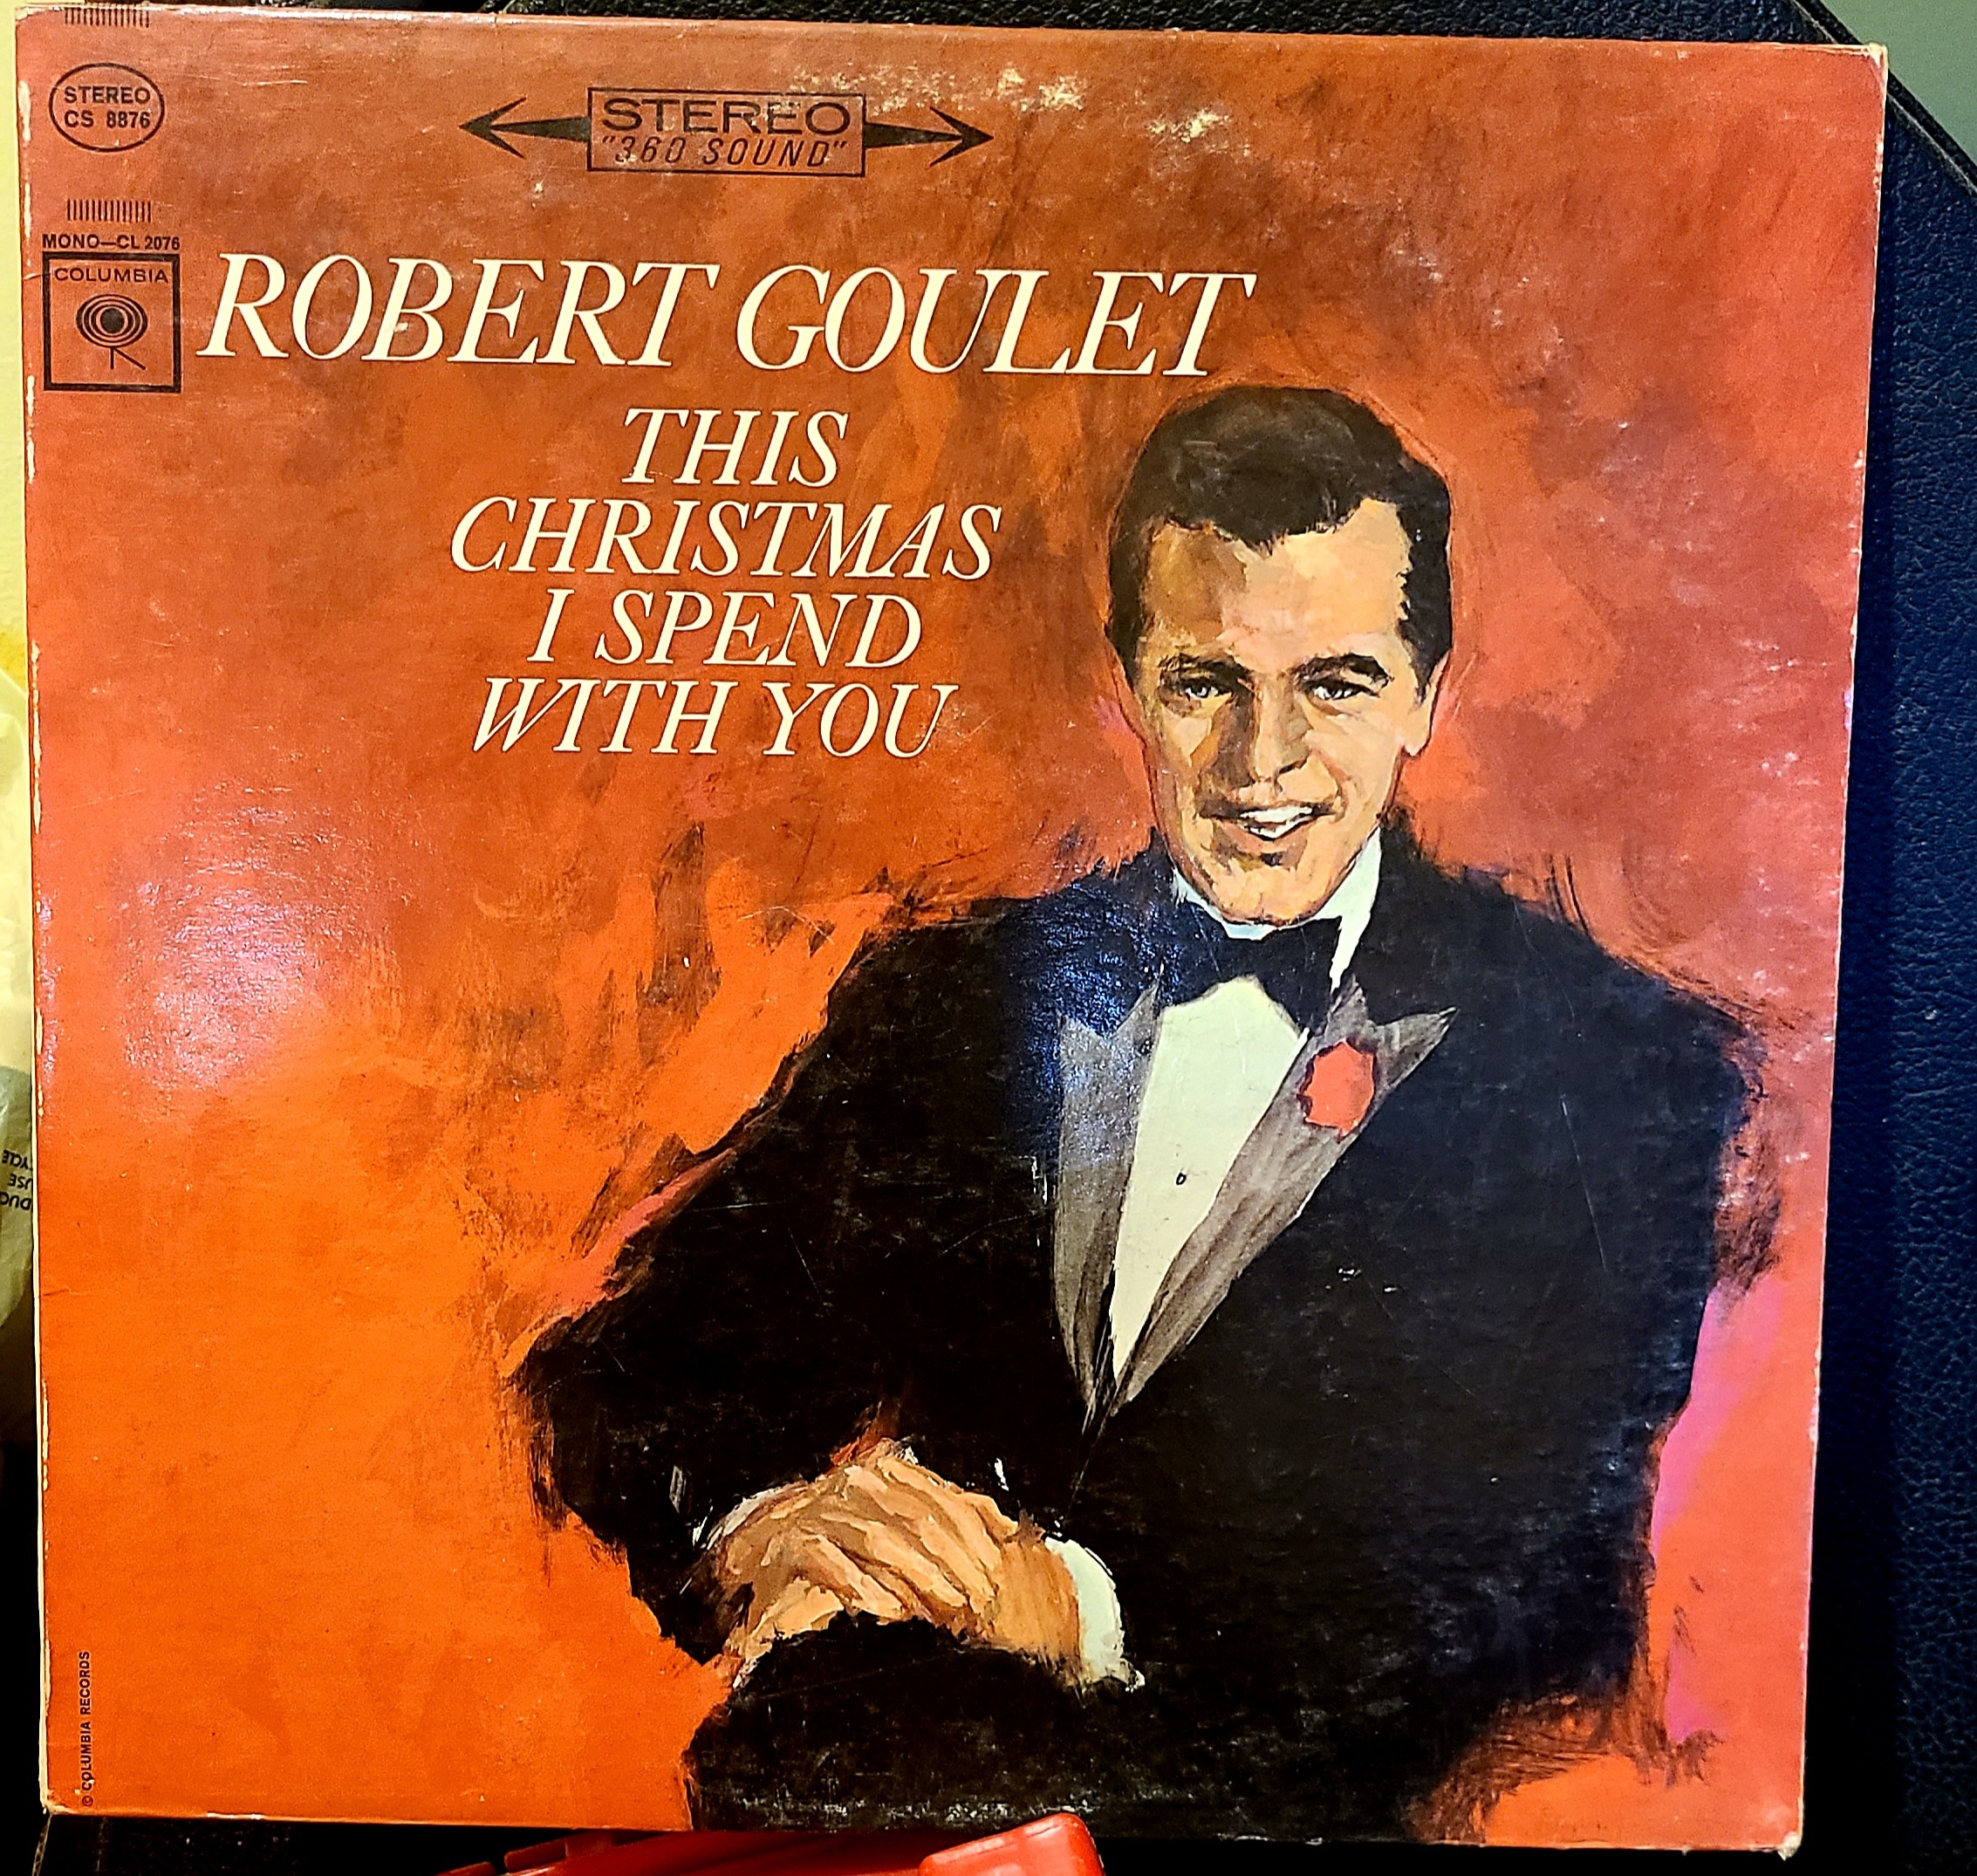 STEREO
CS 8876
STEREO
"360 SOUND"
MONO—CL 2076
COLUMBIA
ROBERT GOULET
THIS
CHRISTMAS
I SPEND
WITH YOU
© COLUMBIA RECORDS